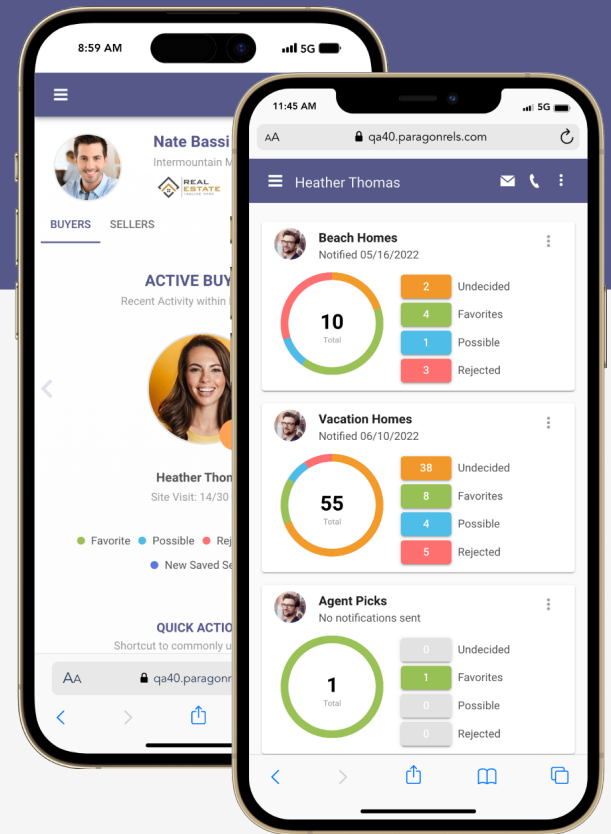 8:59 AM
5G
Nate Bassi
Intermountain M
REAL
ESTATE
BUYERS SELLERS
ACTIVE BUY
Recent Activity within
Heather Thon
Site Visit: 14/30
Favorite Possible Rej
New Saved Se
QUICK ACTIO
Shortcut to commonly u
AA qa40.paragonr
11:45 AM
5G
AA qa40.paragonrels.com
Heather Thomas
Beach Homes
Notified 05/16/2022
10
Total
2 Undecided
4 Favorites
1 Possible
3 Rejected
Vacation Homes
Notified 06/10/2022
55
Total
38 Undecided
8 Favorites
4 Possible
5 Rejected
Agent Picks
No notifications sent
1
Total
0 Undecided
1 Favorites
0 Possible
0 Rejected